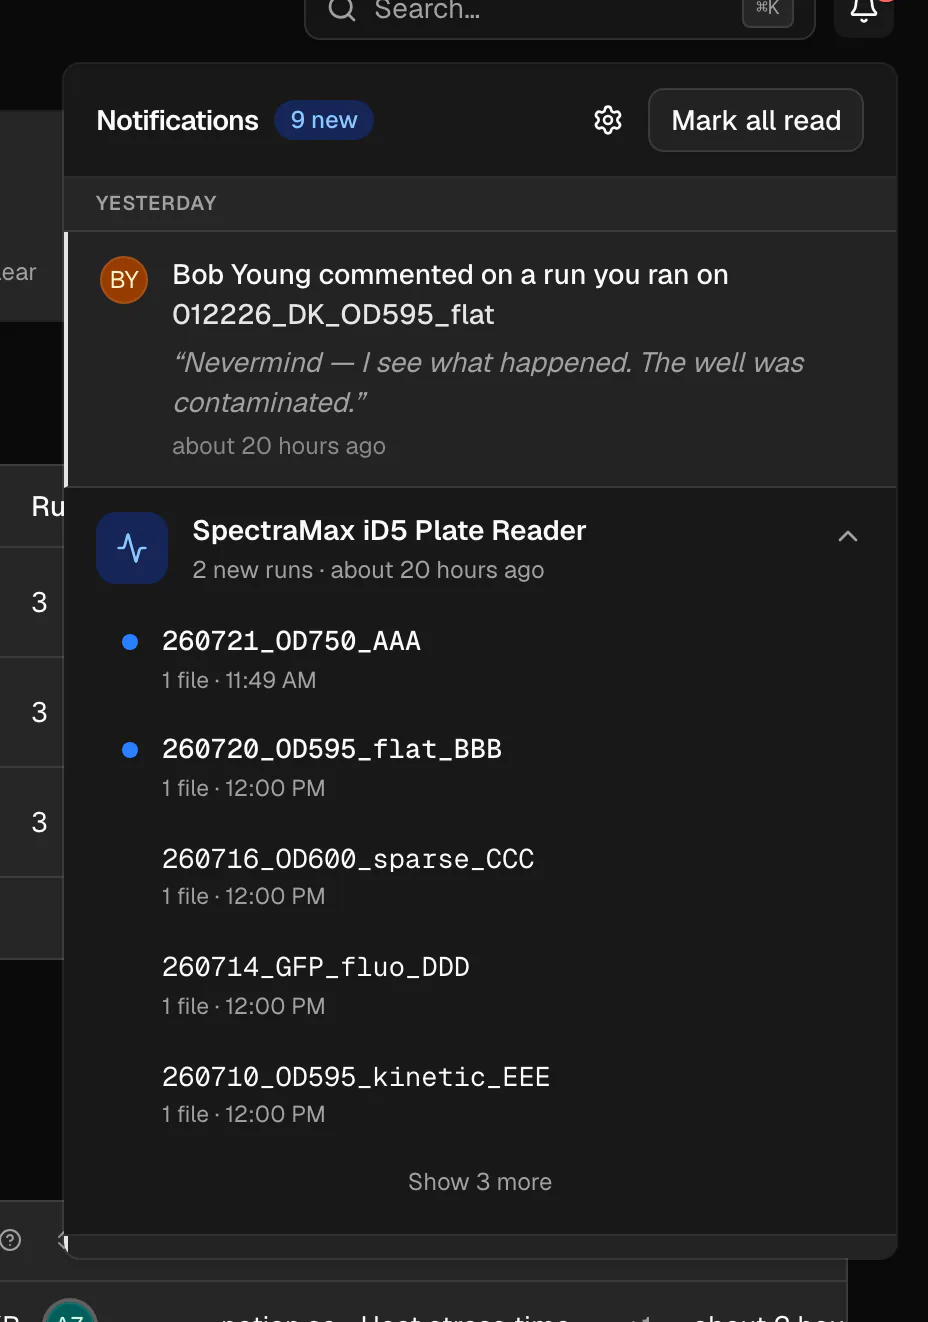 Search...
⌘K
Notifications
9 new
Mark all read
YESTERDAY
BY
Bob Young commented on a run you ran on
012226_DK_OD595_flat
“Nevermind — I see what happened. The well was
contaminated.”
about 20 hours ago
SpectraMax iD5 Plate Reader
2 new runs · about 20 hours ago
260721_OD750_AAA
1 file · 11:49 AM
260720_OD595_flat_BBB
1 file · 12:00 PM
260716_OD600_sparse_CCC
1 file · 12:00 PM
260714_GFP_fluo_DDD
1 file · 12:00 PM
260710_OD595_kinetic_EEE
1 file · 12:00 PM
Show 3 more
ear
Ru
3
3
3